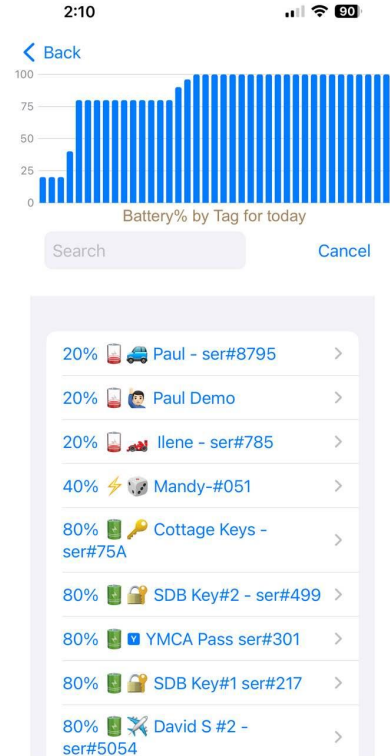 2:10
90
Back
100
75
50
25
0
Battery% by Tag for today
Search
Cancel
20% 🪫 🚙 Paul - ser#8795
20% 🪫 🙋🏻‍♂️ Paul Demo
20% 🪫 🏎️ Ilene - ser#785
40% ⚡ 🎲 Mandy-#051
80% 🔋 🔑 Cottage Keys -
ser#75A
80% 🔋 🔐 SDB Key#2 - ser#499
80% 🔋 Y YMCA Pass ser#301
80% 🔋 🔐 SDB Key#1 ser#217
80% 🔋 ✈️ David S #2 -
ser#5054